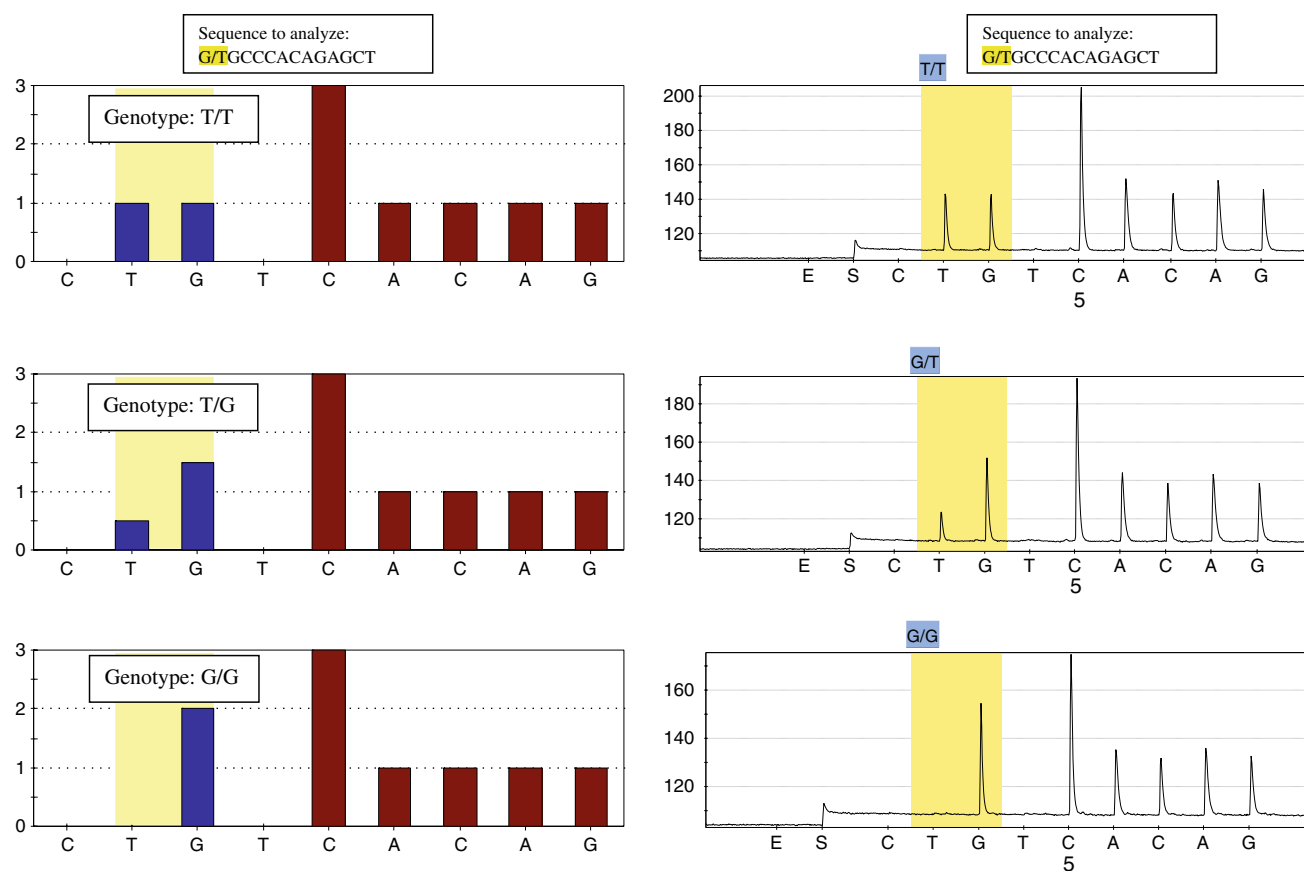 Sequence to analyze:
G/TGCCCACAGAGCT
Sequence to analyze:
G/TGCCCACAGAGCT
3
2
1
0
Genotype: T/T
C T G T C A C A G
T/T
200
180
160
140
120
E S C T G T C A C A G
5
3
2
1
0
Genotype: T/G
C T G T C A C A G
G/T
180
160
140
120
E S C T G T C A C A G
5
3
2
1
0
Genotype: G/G
C T G T C A C A G
G/G
160
140
120
E S C T G T C A C A G
5